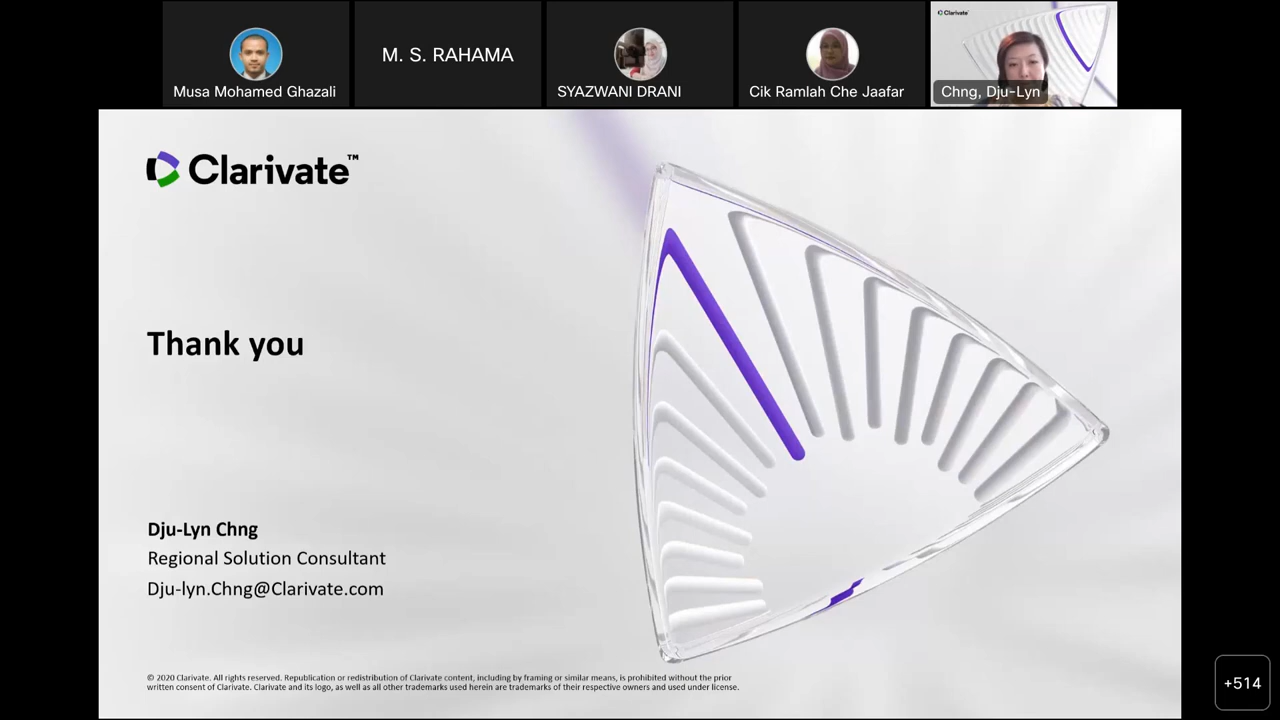 Musa Mohamed Ghazali
M. S. RAHAMA
SYAZWANI DRANI
Cik Ramlah Che Jaafar
Clarivate
Chng, Dju-Lyn
Clarivate™
Thank you
Dju-Lyn Chng
Regional Solution Consultant
Dju-lyn.Chng@Clarivate.com
© 2020 Clarivate. All rights reserved. Republication or redistribution of Clarivate content, including by framing or similar means, is prohibited without the prior
written consent of Clarivate. Clarivate and its logo, as well as all other trademarks used herein are trademarks of their respective owners and used under license.
+514